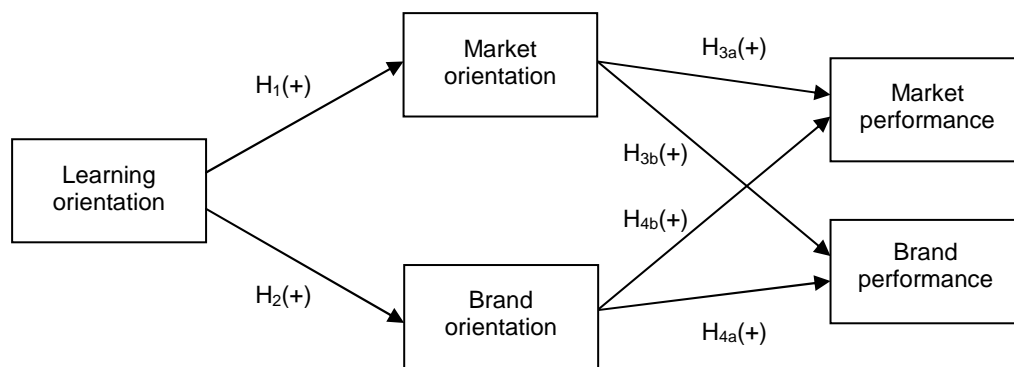 Market
orientation
H₃ₐ(+)
H₁(+)
Market
performance
H₃b(+)
Learning
orientation
H₄b(+)
Brand
performance
H₂(+)
Brand
orientation
H₄ₐ(+)